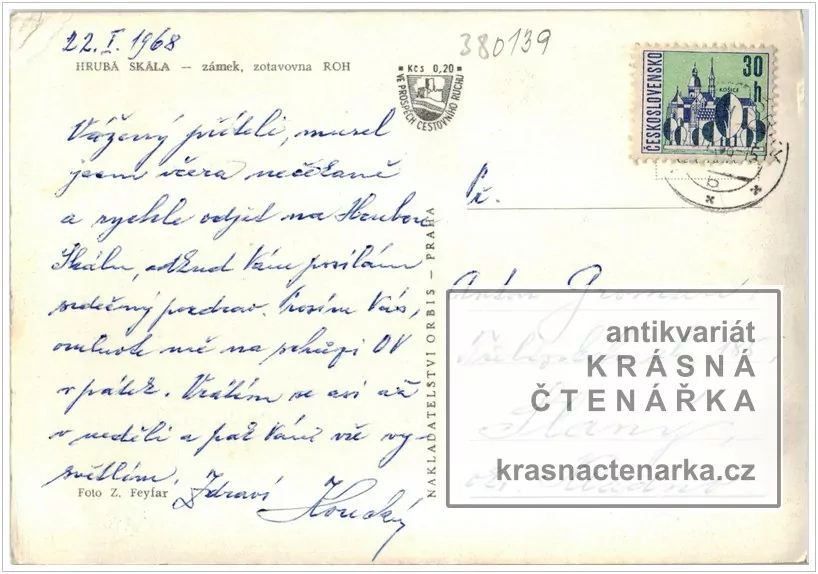 22. I. 1968
HRUBÁ SKÁLA — zámek, zotavovna ROH
Vážený příteli, musel
jsem včera nečekaně
a rychle odjet na Hrubou
Skálu, odkud Vám posílám
srdečný pozdrav. Prosím Vás,
omluvte mě na schůzi OV
v pátek. Vrátím se asi až
v neděli a pak Vám vše vy-
světlím. Zdraví
Foto Z. Feyfar
NAKLADATELSTVÍ ORBIS — PRAHA
380139
Kčs 0,20
VE PROSPĚCH CESTOVNÍHO RUCHU
ČESKOSLOVENSKO
30 h
KOŠICE
b
Anton
Slaný,
antikvariát
KRÁSNÁ
ČTENÁŘKA
krasnactenarka.cz